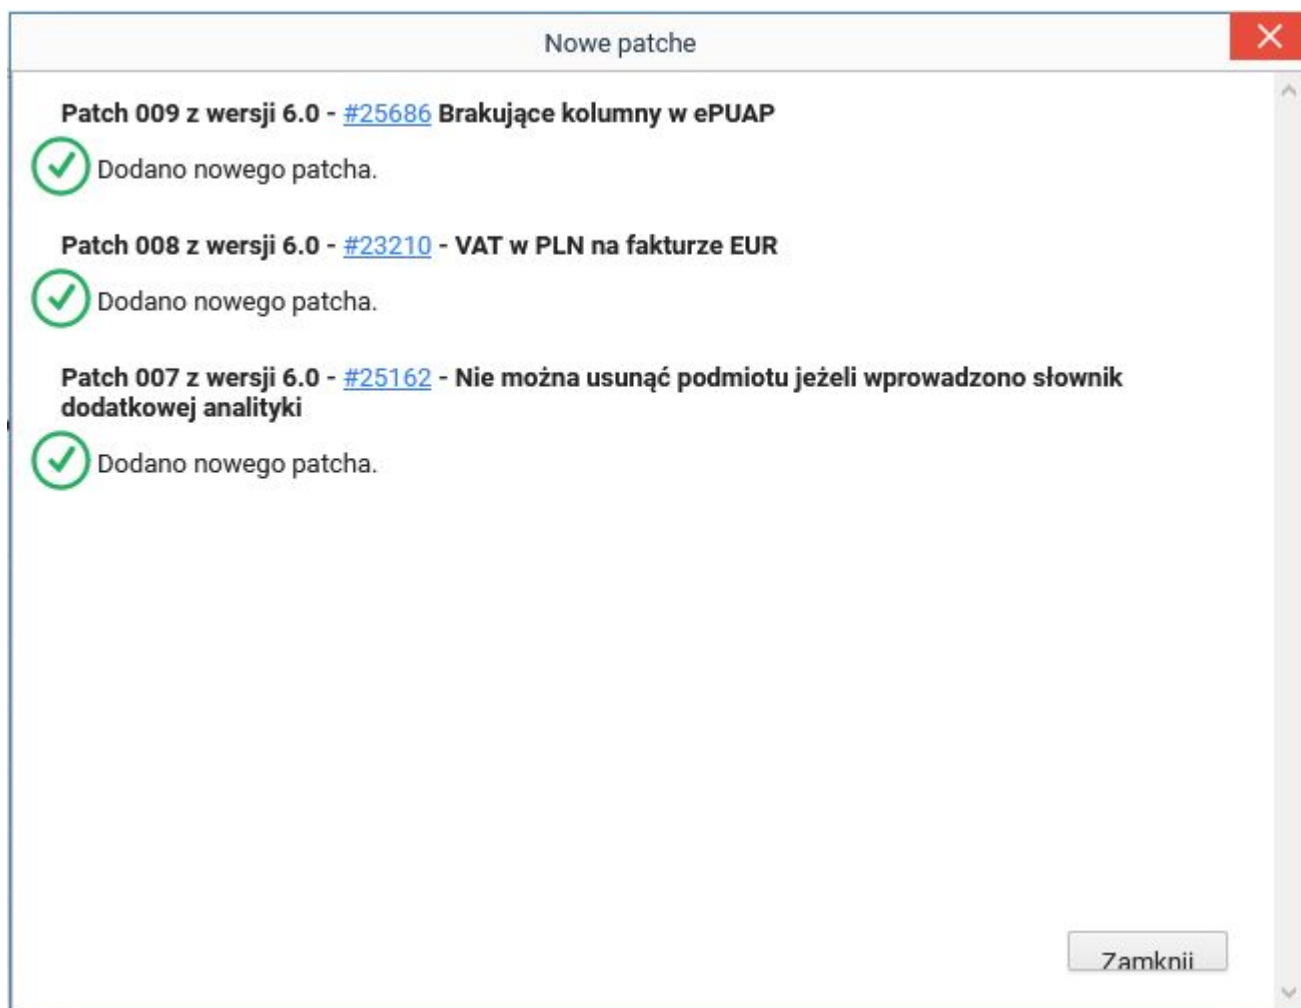 Nowe patche
Patch 009 z wersji 6.0 - #25686 Brakujące kolumny w ePUAP
Dodano nowego patcha.
Patch 008 z wersji 6.0 - #23210 - VAT w PLN na fakturze EUR
Dodano nowego patcha.
Patch 007 z wersji 6.0 - #25162 - Nie można usunąć podmiotu jeżeli wprowadzono słownik
dodatkowej analityki
Dodano nowego patcha.
Zamknij